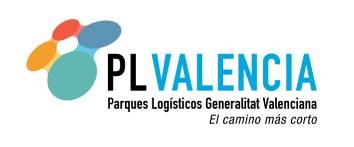 PL VALENCIA
Parques Logísticos Generalitat Valenciana
El camino más corto